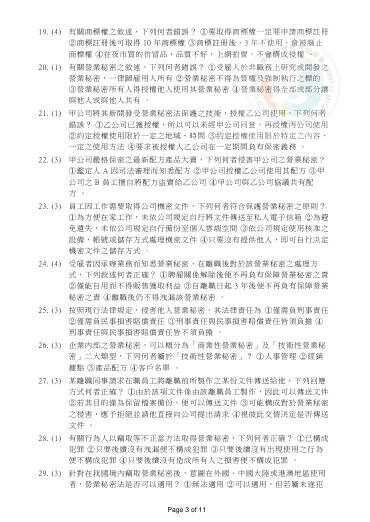 19. (4) 有關商標權之敘述，下列何者錯誤？ ①要取得商標權一定要申請商標註冊
②商標註冊後可取得 10 年商標權 ③商標註冊後，3 年不使用，會被廢止
商標權 ④在夜市買的仿冒品，品質不好，上網拍賣，不會構成侵權 。
20. (1) 有關營業秘密之敘述，下列何者錯誤？ ①受雇人於非職務上研究或開發之
營業秘密，一律歸雇用人所有 ②營業秘密不得為質權及強制執行之標的
③營業秘密所有人得授權他人使用其營業秘密 ④營業秘密得全部或部分讓
與他人或與他人共有 。
21. (1) 甲公司將其新開發受營業秘密法保護之技術，授權乙公司使用，下列何者
錯誤？ ①乙公司已獲授權，所以可以未經甲公司同意，再授權丙公司使用
②約定授權使用限於一定之地域、時間 ③約定授權使用限於特定之內容、
一定之使用方法 ④要求被授權人乙公司在一定期間負有保密義務 。
22. (3) 甲公司嚴格保密之最新配方產品大賣，下列何者侵害甲公司之營業秘密？
①鑑定人 A 因司法審理而知悉配方 ②甲公司授權乙公司使用其配方 ③甲
公司之 B 員工擅自將配方盜賣給乙公司 ④甲公司與乙公司協議共有配
方 。
23. (3) 員工因工作需要取得公司機密文件，下列何者符合保護營業秘密之原則？
①為方便在家工作，未依公司規定自行將文件傳送至私人電子信箱 ②為避
免遺失，未依公司規定自行備份至個人雲端空間 ③依公司規定使用核准之
設備，帳號或儲存方式處理機密文件 ④只要沒有提供他人，即可自行決定
機密文件之儲存方式 。
24. (4) 受雇者因承辦業務而知悉營業秘密，在離職後對於該營業秘密之處理方
式，下列敘述何者正確？ ①聘雇關係解除後便不再負有保障營業秘密之責
②僅能自用而不得販售獲取利益 ③自離職日起 3 年後便不再負有保障營業
秘密之責 ④離職後仍不得洩漏該營業秘密 。
25. (3) 按照現行法律規定，侵害他人營業秘密，其法律責任為 ①僅需負刑事責任
②僅需負民事損害賠償責任 ③刑事責任與民事損害賠償責任皆須負擔 ④
刑事責任與民事損害賠償責任皆不須負擔 。
26. (3) 企業內部之營業秘密，可以概分為「商業性營業秘密」及「技術性營業秘
密」二大類型，下列何者屬於「技術性營業秘密」？ ①人事管理 ②經銷
據點 ③產品配方 ④客戶名單 。
27. (3) 某離職同事請求在職員工將離職前所製作之某份文件傳送給他，下列回應
方式何者正確？ ①由於該項文件係由該離職員工製作，因此可以傳送文件
②若其目的僅為保留檔案備份，便可以傳送文件 ③可能構成對於營業秘密
之侵害，應予拒絕並請他直接向公司提出請求 ④視彼此交情決定是否傳送
文件 。
28. (1) 有關行為人以竊取等不正當方法取得營業秘密，下列何者正確？ ①已構成
犯罪 ②只要後續沒有洩漏便不構成犯罪 ③只要後續沒有出現使用之行為
便不構成犯罪 ④只要後續沒有造成所有人之損害便不構成犯罪 。
29. (3) 針對在我國境內竊取營業秘密後，意圖在外國、中國大陸或港澳地區使用
者，營業秘密法是否可以適用？ ①無法適用 ②可以適用，但若屬未遂犯
Page 3 of 11